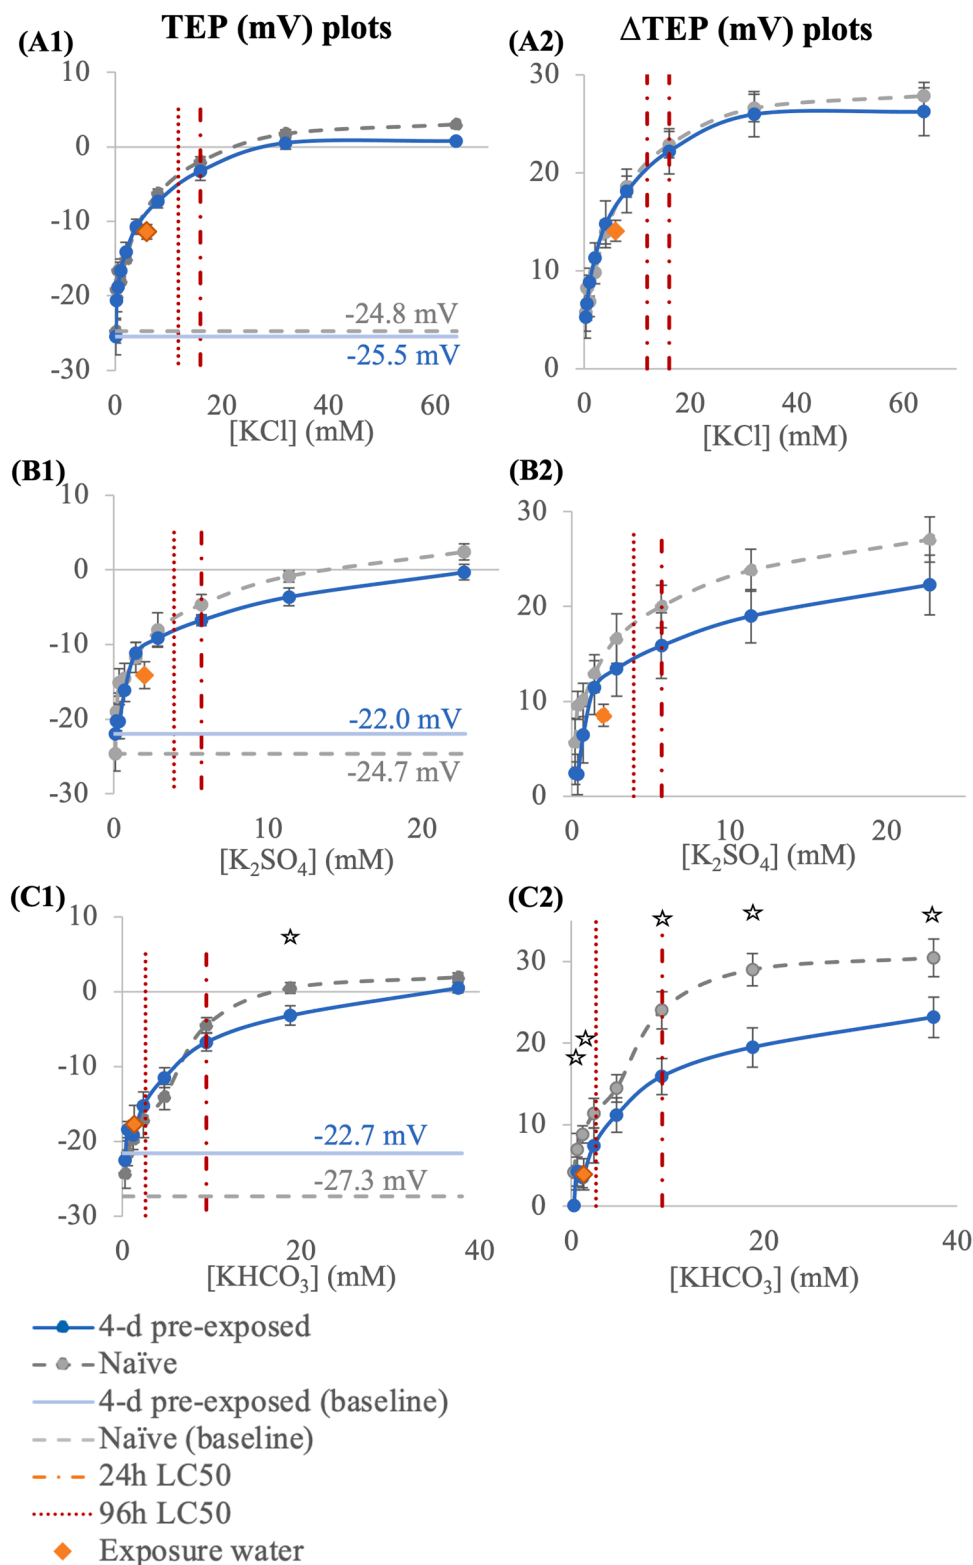 TEP (mV) plots
ΔTEP (mV) plots
(A1)
10
0
-10
-20
-30
-24.8 mV
-25.5 mV
0 20 40 60
[KCl] (mM)
(A2)
30
20
10
0
0 20 40 60
[KCl] (mM)
(B1)
10
0
-10
-20
-30
-22.0 mV
-24.7 mV
0 10 20
[K₂SO₄] (mM)
(B2)
30
20
10
0
0 10 20
[K₂SO₄] (mM)
(C1)
10
0
-10
-20
-30
-22.7 mV
-27.3 mV
0 20 40
[KHCO₃] (mM)
(C2)
30
20
10
0
0 20 40
[KHCO₃] (mM)
4-d pre-exposed
Naïve
4-d pre-exposed (baseline)
Naïve (baseline)
24h LC50
96h LC50
Exposure water